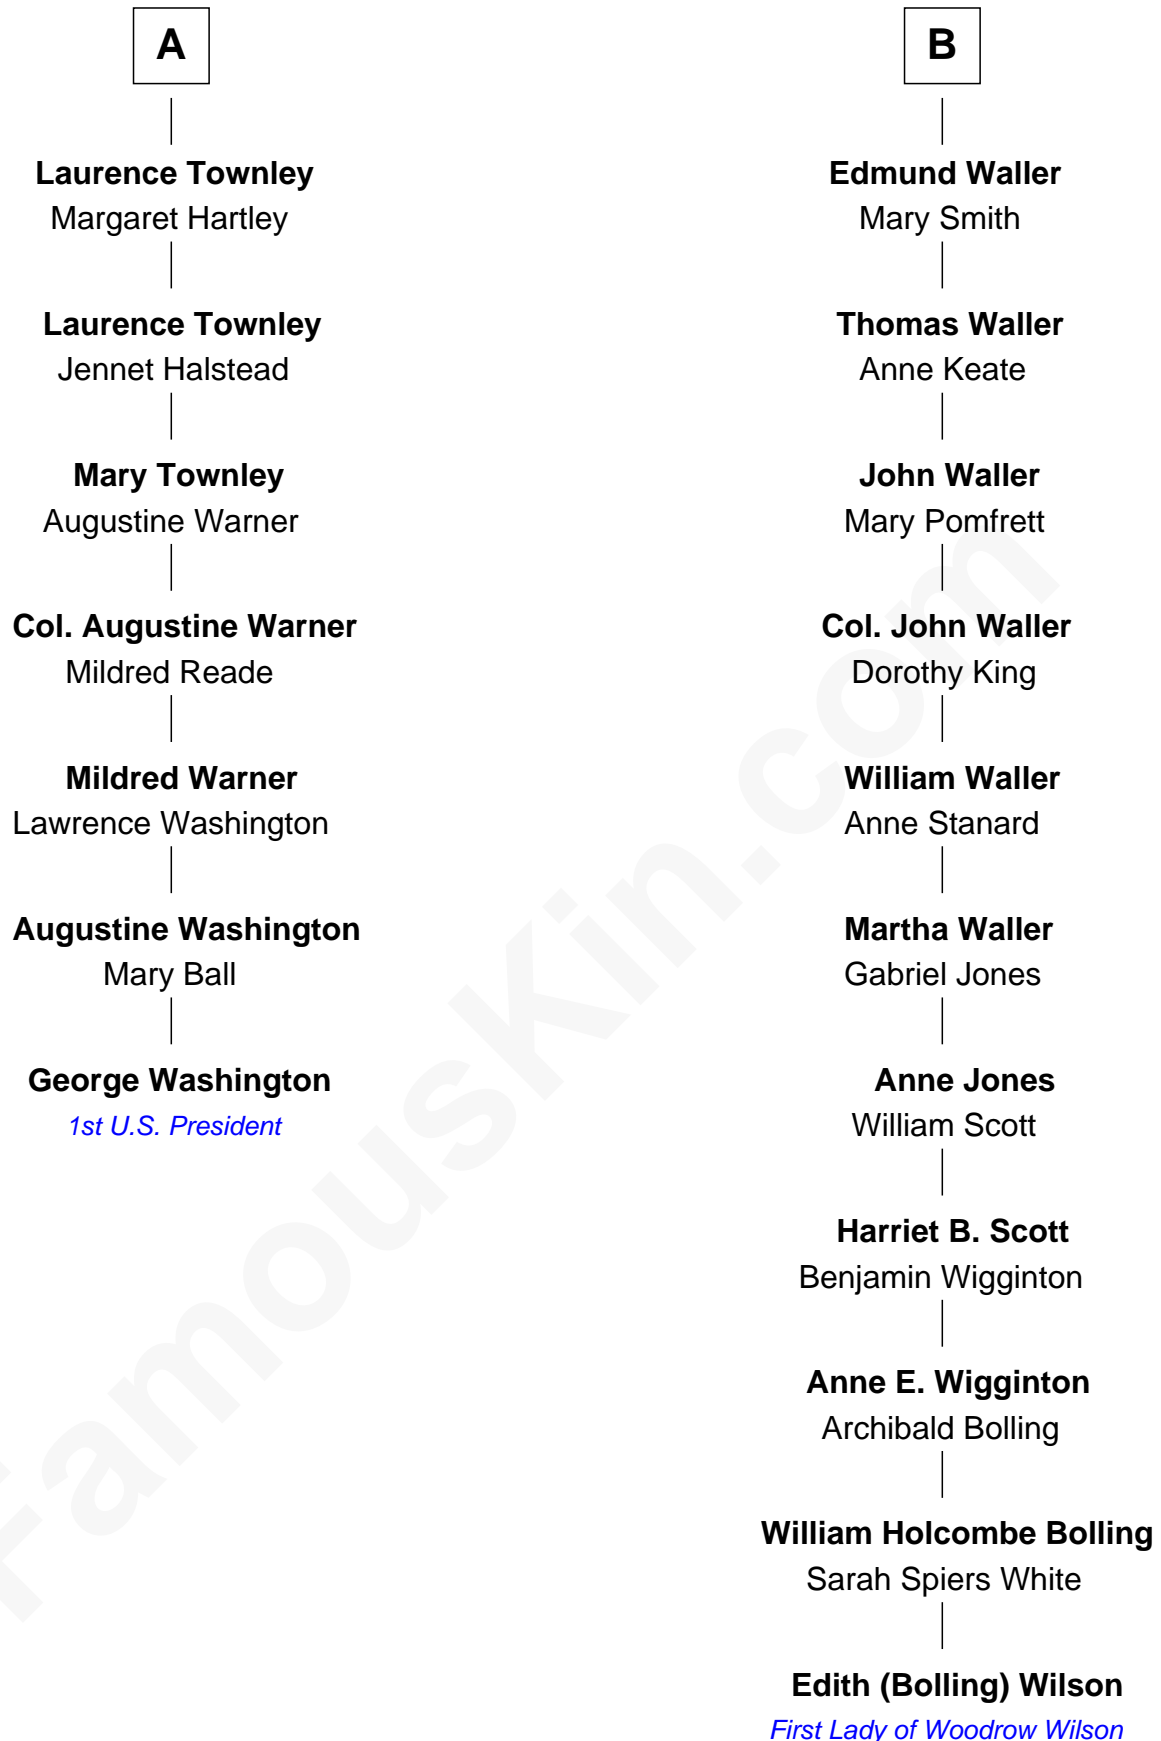 A
Laurence Townley
Margaret Hartley
Laurence Townley
Jennet Halstead
Mary Townley
Augustine Warner
Col. Augustine Warner
Mildred Reade
Mildred Warner
Lawrence Washington
Augustine Washington
Mary Ball
George Washington
1st U.S. President
B
Edmund Waller
Mary Smith
Thomas Waller
Anne Keate
John Waller
Mary Pomfrett
Col. John Waller
Dorothy King
William Waller
Anne Stanard
Martha Waller
Gabriel Jones
Anne Jones
William Scott
Harriet B. Scott
Benjamin Wigginton
Anne E. Wigginton
Archibald Bolling
William Holcombe Bolling
Sarah Spiers White
Edith (Bolling) Wilson
First Lady of Woodrow Wilson
FamousKin.com